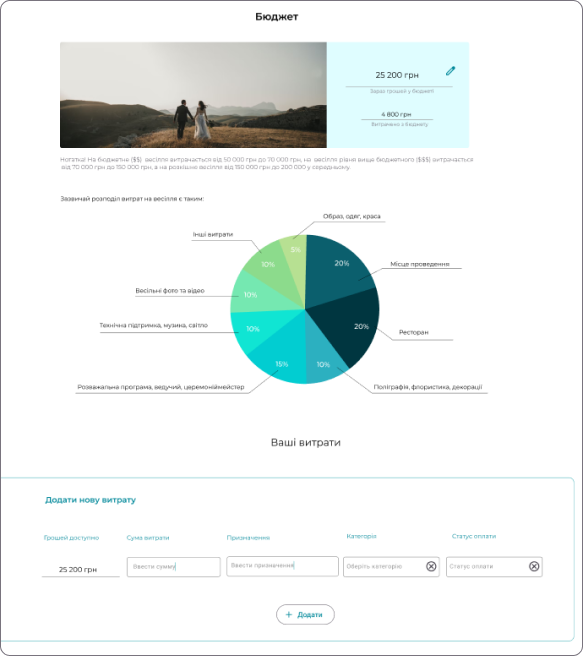 Бюджет
25 200 грн
Зараз грошей у бюджеті
4 800 грн
Витрачено з бюджету
Нотатка: На бюджетне ($) весілля витрачається від 50 000 грн до 70 000 грн, на весілля рівня вище бюджетного ($$) витрачається
від 70 000 грн до 150 000 грн, а на розкішно весілля від 150 000 грн до 200 000 у середньому.
Зазвичай розподіл витрат на весілля є таким:
Образ, одяг, краса
Інші витрати
5%
10%
20%
Місце проведення
Весільні фото та відео
10%
Технічна підтримка, музика, світло
10%
20%
Ресторан
15%
10%
Розважальна програма, ведучий, церемоніймейстер
Поліграфія, флористика, декорації
Ваші витрати
Додати нову витрату
Грошей доступно
Сума витрати
Призначення
Категорія
Статус оплати
25 200 грн
Ввести сумму
Ввести призначення
Оберіть категорію
Статус оплати
+ Додати